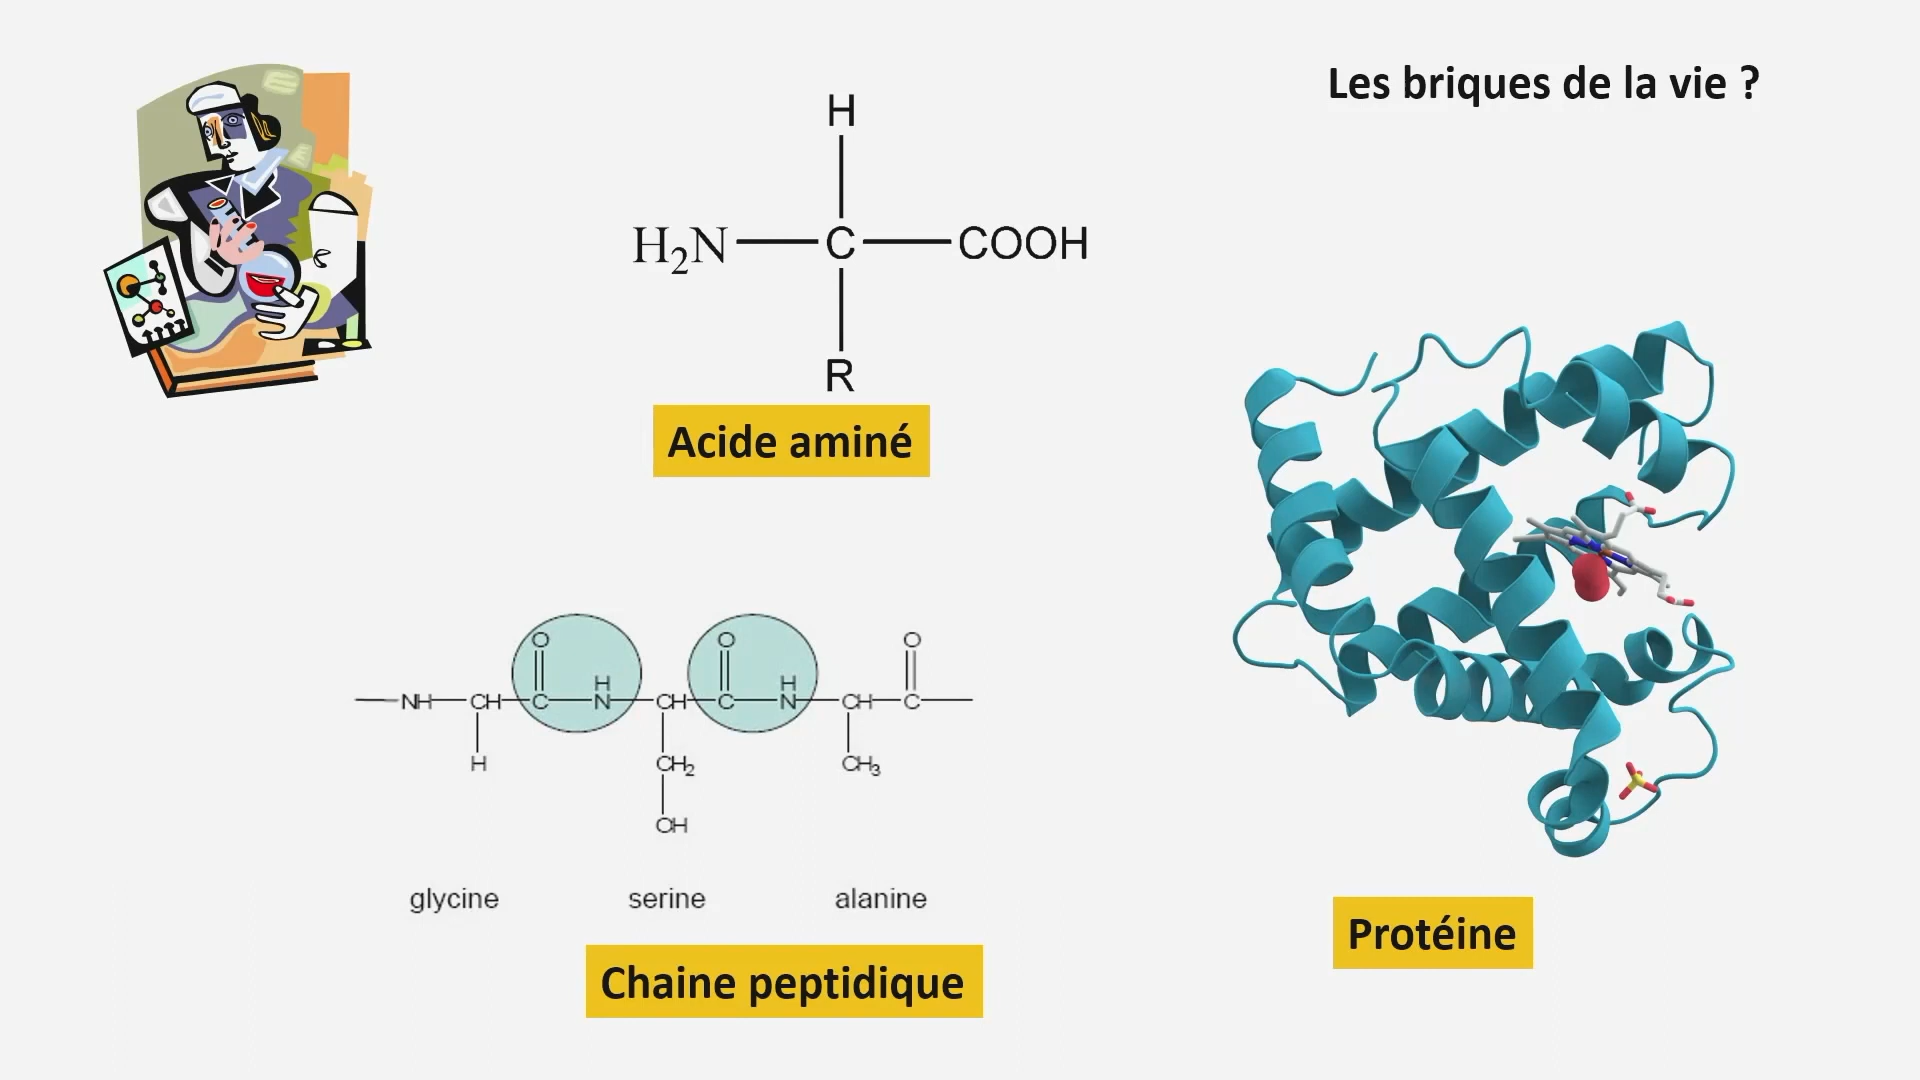 Les briques de la vie ?
H
H₂N C COOH
R
Acide aminé
O O O
H H
NH CH C N CH C N CH C
H CH₂ CH₃
OH
glycine serine alanine
Chaine peptidique
Protéine